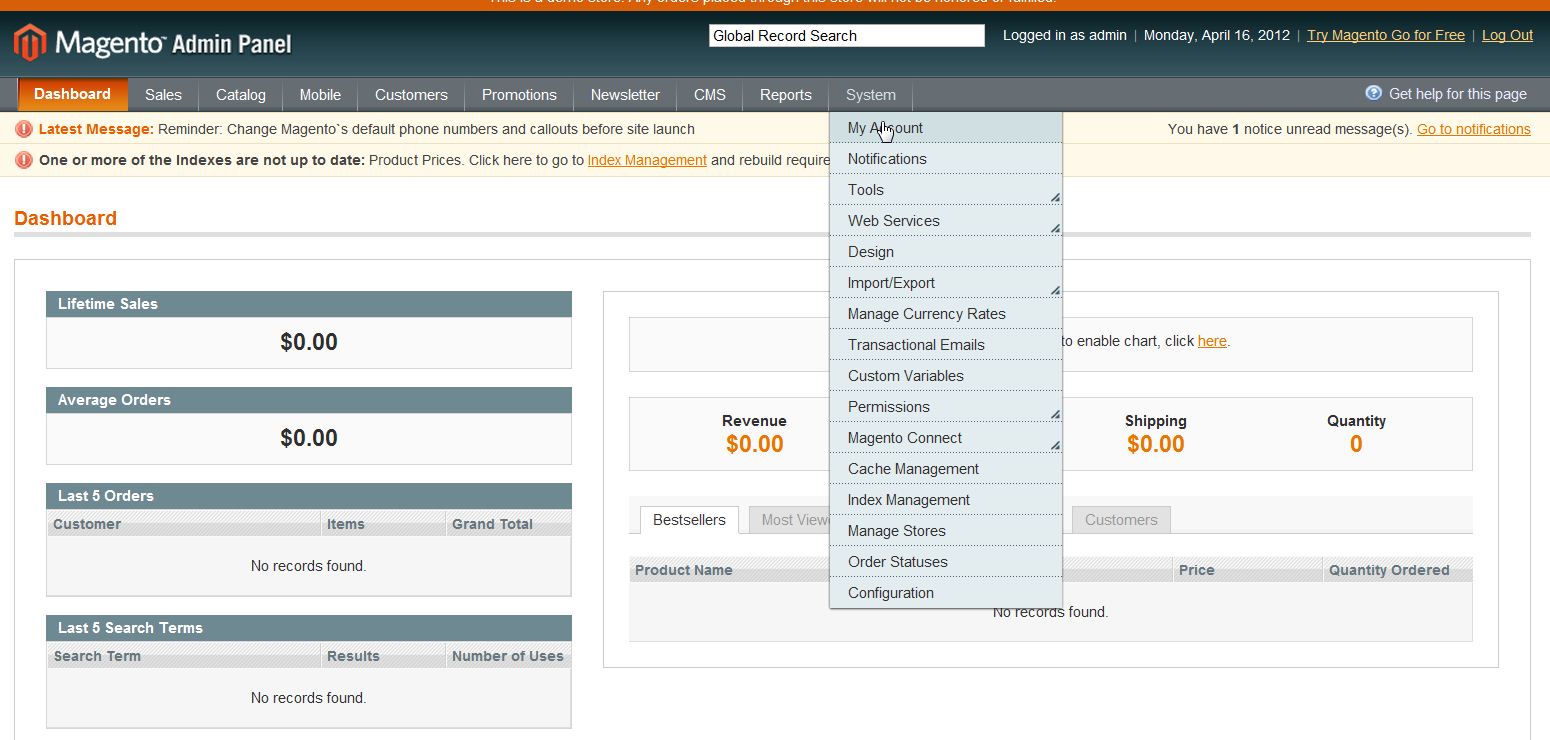 This is a demo store. Any orders placed through this store will not be honored or fulfilled.
Magento™ Admin Panel
Global Record Search
Logged in as admin | Monday, April 16, 2012 | Try Magento Go for Free | Log Out
Dashboard Sales Catalog Mobile Customers Promotions Newsletter CMS Reports System
Get help for this page
Latest Message: Reminder: Change Magento`s default phone numbers and callouts before site launch
You have 1 notice unread message(s). Go to notifications
One or more of the Indexes are not up to date: Product Prices. Click here to go to Index Management and rebuild require
My Account
Notifications
Tools
Web Services
Design
Import/Export
Manage Currency Rates
Transactional Emails
Custom Variables
Permissions
Magento Connect
Cache Management
Index Management
Manage Stores
Order Statuses
Configuration
Dashboard
Lifetime Sales
$0.00
Average Orders
$0.00
Last 5 Orders
Customer Items Grand Total
No records found.
Last 5 Search Terms
Search Term Results Number of Uses
No records found.
to enable chart, click here.
Revenue Shipping Quantity
$0.00 $0.00 0
Bestsellers Most View Customers
Product Name Price Quantity Ordered
No records found.